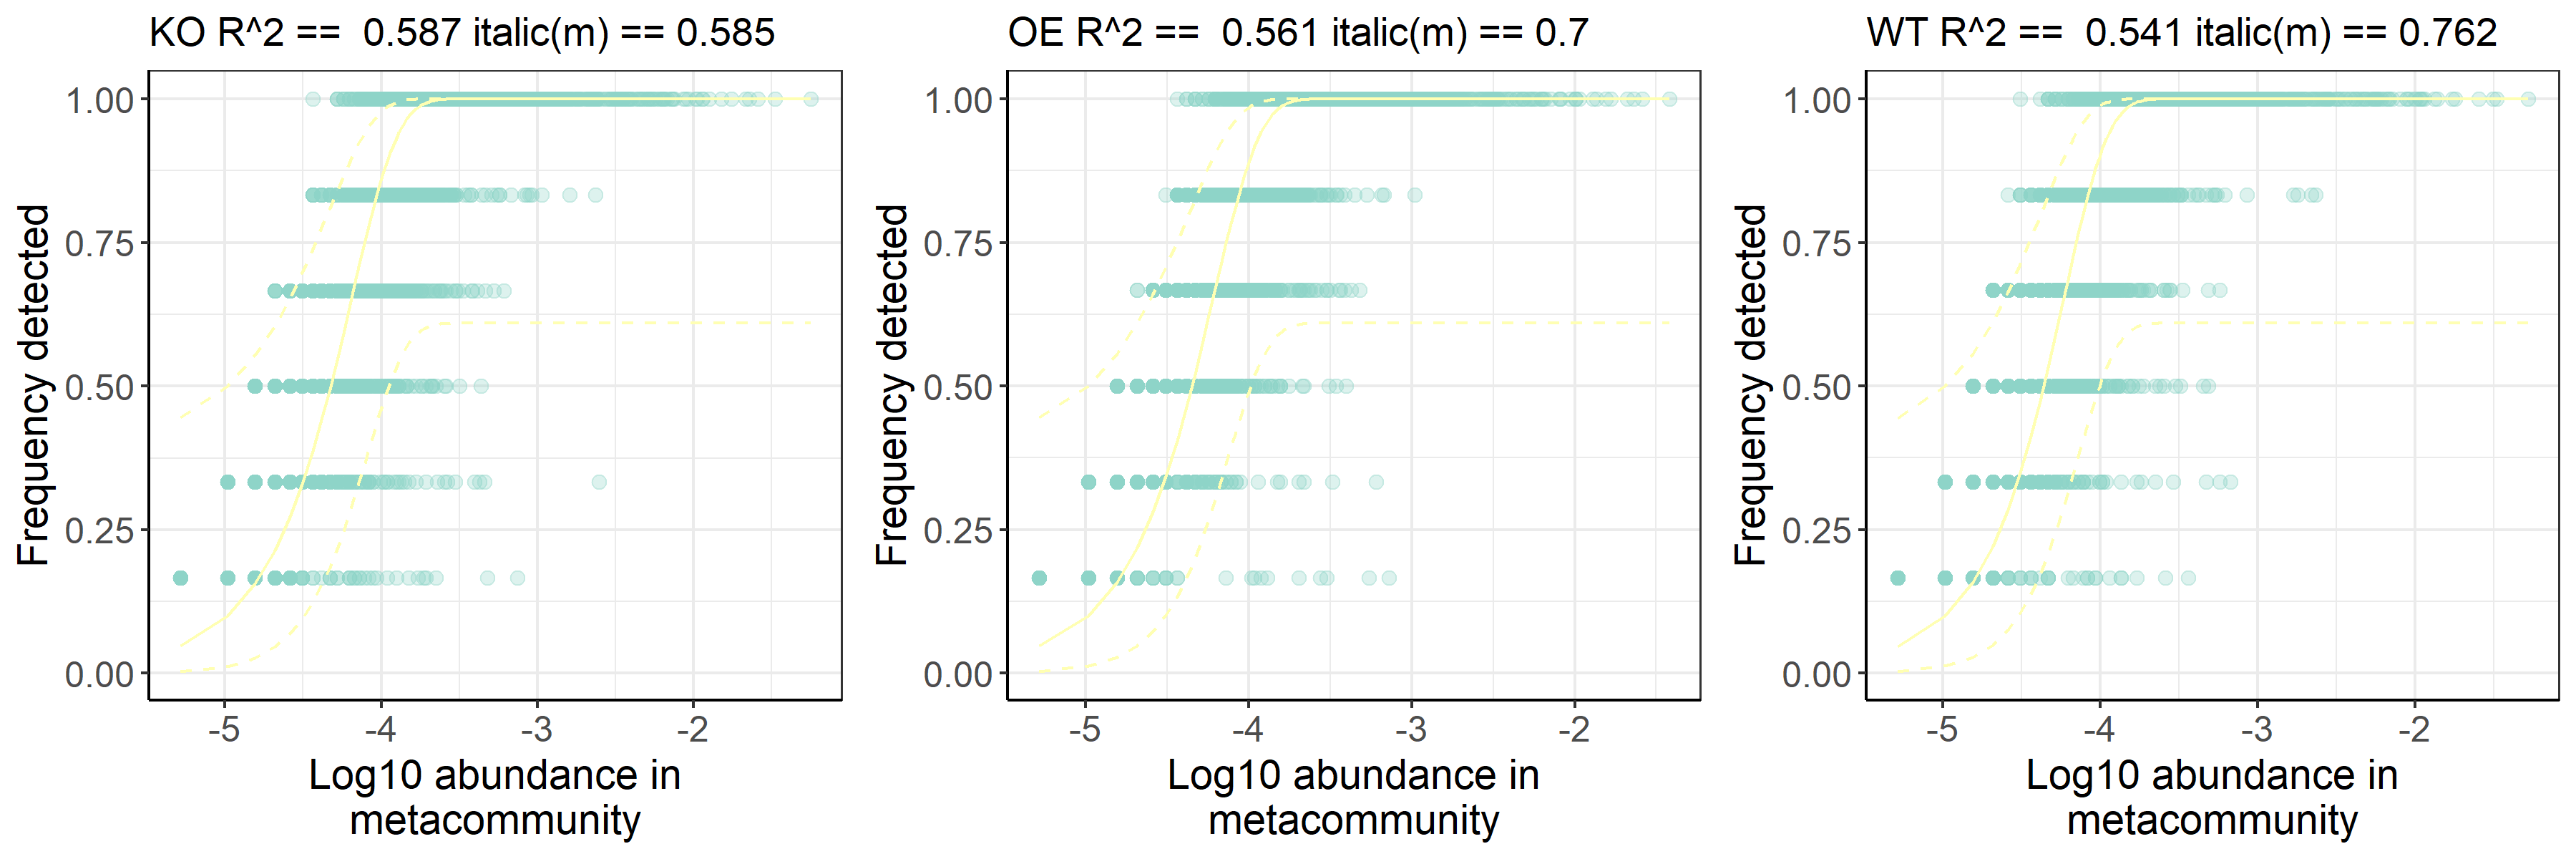 KO R^2 ==  0.587 italic(m) == 0.585
1.00
0.75
0.50
0.25
0.00
Frequency detected
-5 -4 -3 -2
Log10 abundance in
metacommunity
OE R^2 ==  0.561 italic(m) == 0.7
1.00
0.75
0.50
0.25
0.00
Frequency detected
-5 -4 -3 -2
Log10 abundance in
metacommunity
WT R^2 ==  0.541 italic(m) == 0.762
1.00
0.75
0.50
0.25
0.00
Frequency detected
-5 -4 -3 -2
Log10 abundance in
metacommunity